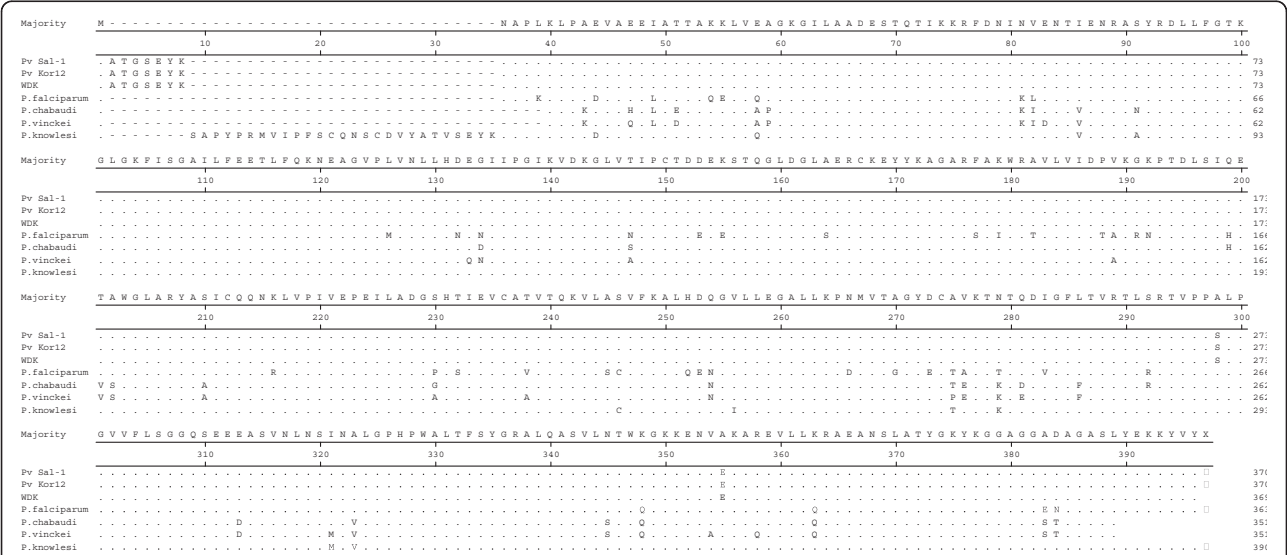 Majority M - - - - - - - - - - - - - - - - - - - - - - - - - - - - - - - - - - N A P L K L P A E V A E E I A T T A K K L V E A G K G I L A A D E S T Q T I K K R F D N I N V E N T I E N R A S Y R D L L F G T K
10 20 30 40 50 60 70 80 90 100
Pv Sal-1 . A T G S E Y K 73
Pv Kor12 . A T G S E Y K 73
WDK . A T G S E Y K 73
P.falciparum K D L Q E Q K L 66
P.chabaudi K H L E A P K I V N 62
P.vinckei K Q L D A P K I D V 62
P.knowlesi . - - - - - - - S A P Y P R M V I P F S C Q N S C D V Y A T V S E Y K D Q V A 93
Majority G L G K F I S G A I L F E E T L F Q K N E A G V P L V N L L H D E G I I P G I K V D K G L V T I P C T D D E K S T Q G L D G L A E R C K E Y Y K A G A R F A K W R A V L V I D P V K G K P T D L S I Q E
110 120 130 140 150 160 170 180 190 200
Pv Sal-1 173
Pv Kor12 173
WDK 173
P.falciparum M N N N E E S S I T T A R N H 166
P.chabaudi D S H 162
P.vinckei Q N A A 162
P.knowlesi 193
Majority T A W G L A R Y A S I C Q Q N K L V P I V E P E I L A D G S H T I E V C A T V T Q K V L A S V F K A L H D Q G V L L E G A L L K P N M V T A G Y D C A V K T N T Q D I G F L T V R T L S R T V P P A L P
210 220 230 240 250 260 270 280 290 300
Pv Sal-1 S 273
Pv Kor12 S 273
WDK S 273
P.falciparum R P S V S C Q E N M G E T A T V R 266
P.chabaudi V S A G N T E K D F R 262
P.vinckei V S A A A N P E K E F 262
P.knowlesi C I T K 293
Majority G V V F L S G G Q S E E E A S V N L N S I N A L G P H P W A L T F S Y G R A L Q A S V L N T W K G K K E N V A K A R E V L L K R A E A N S L A T Y G K Y K G G A G G A D A G A S L Y E K K Y V Y X
310 320 330 340 350 360 370 380 390
Pv Sal-1 E 370
Pv Kor12 E 370
WDK E 369
P.falciparum Q Q E N 363
P.chabaudi D V S Q Q S T 351
P.vinckei D M V S Q A Q Q S T 351
P.knowlesi M V 390